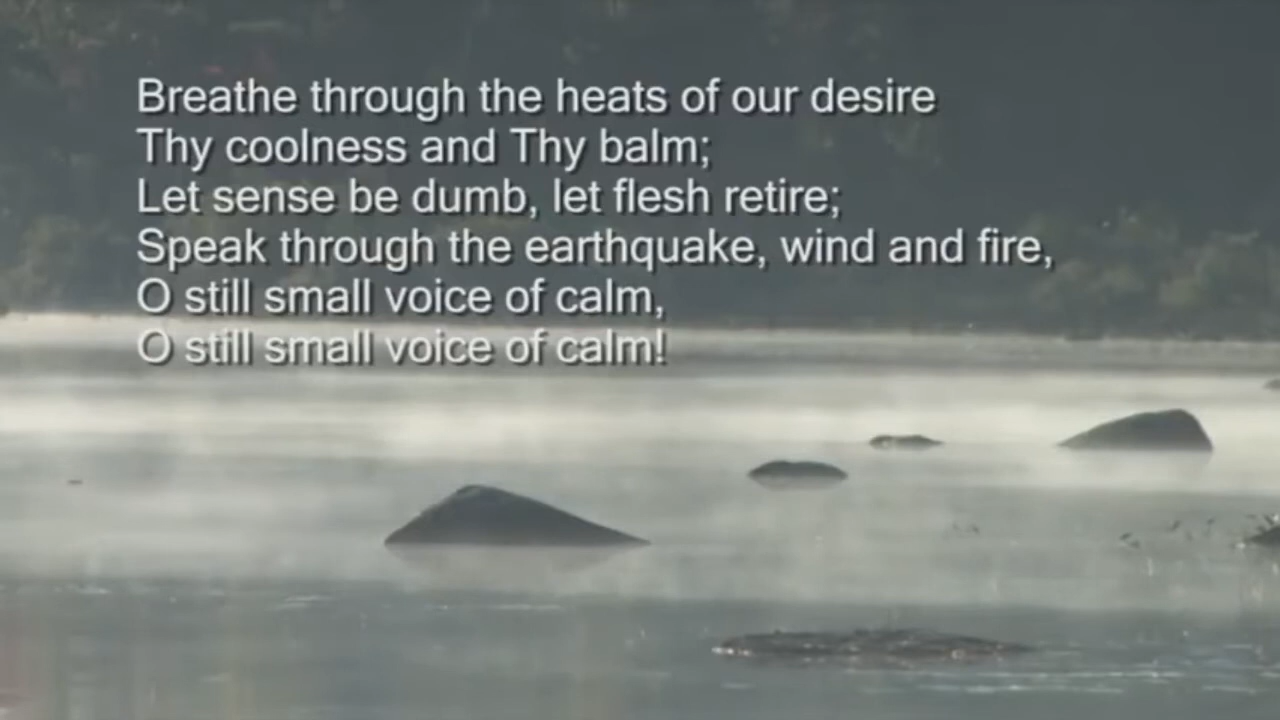 Breathe through the heats of our desire
Thy coolness and Thy balm;
Let sense be dumb, let flesh retire;
Speak through the earthquake, wind and fire,
O still small voice of calm,
O still small voice of calm!